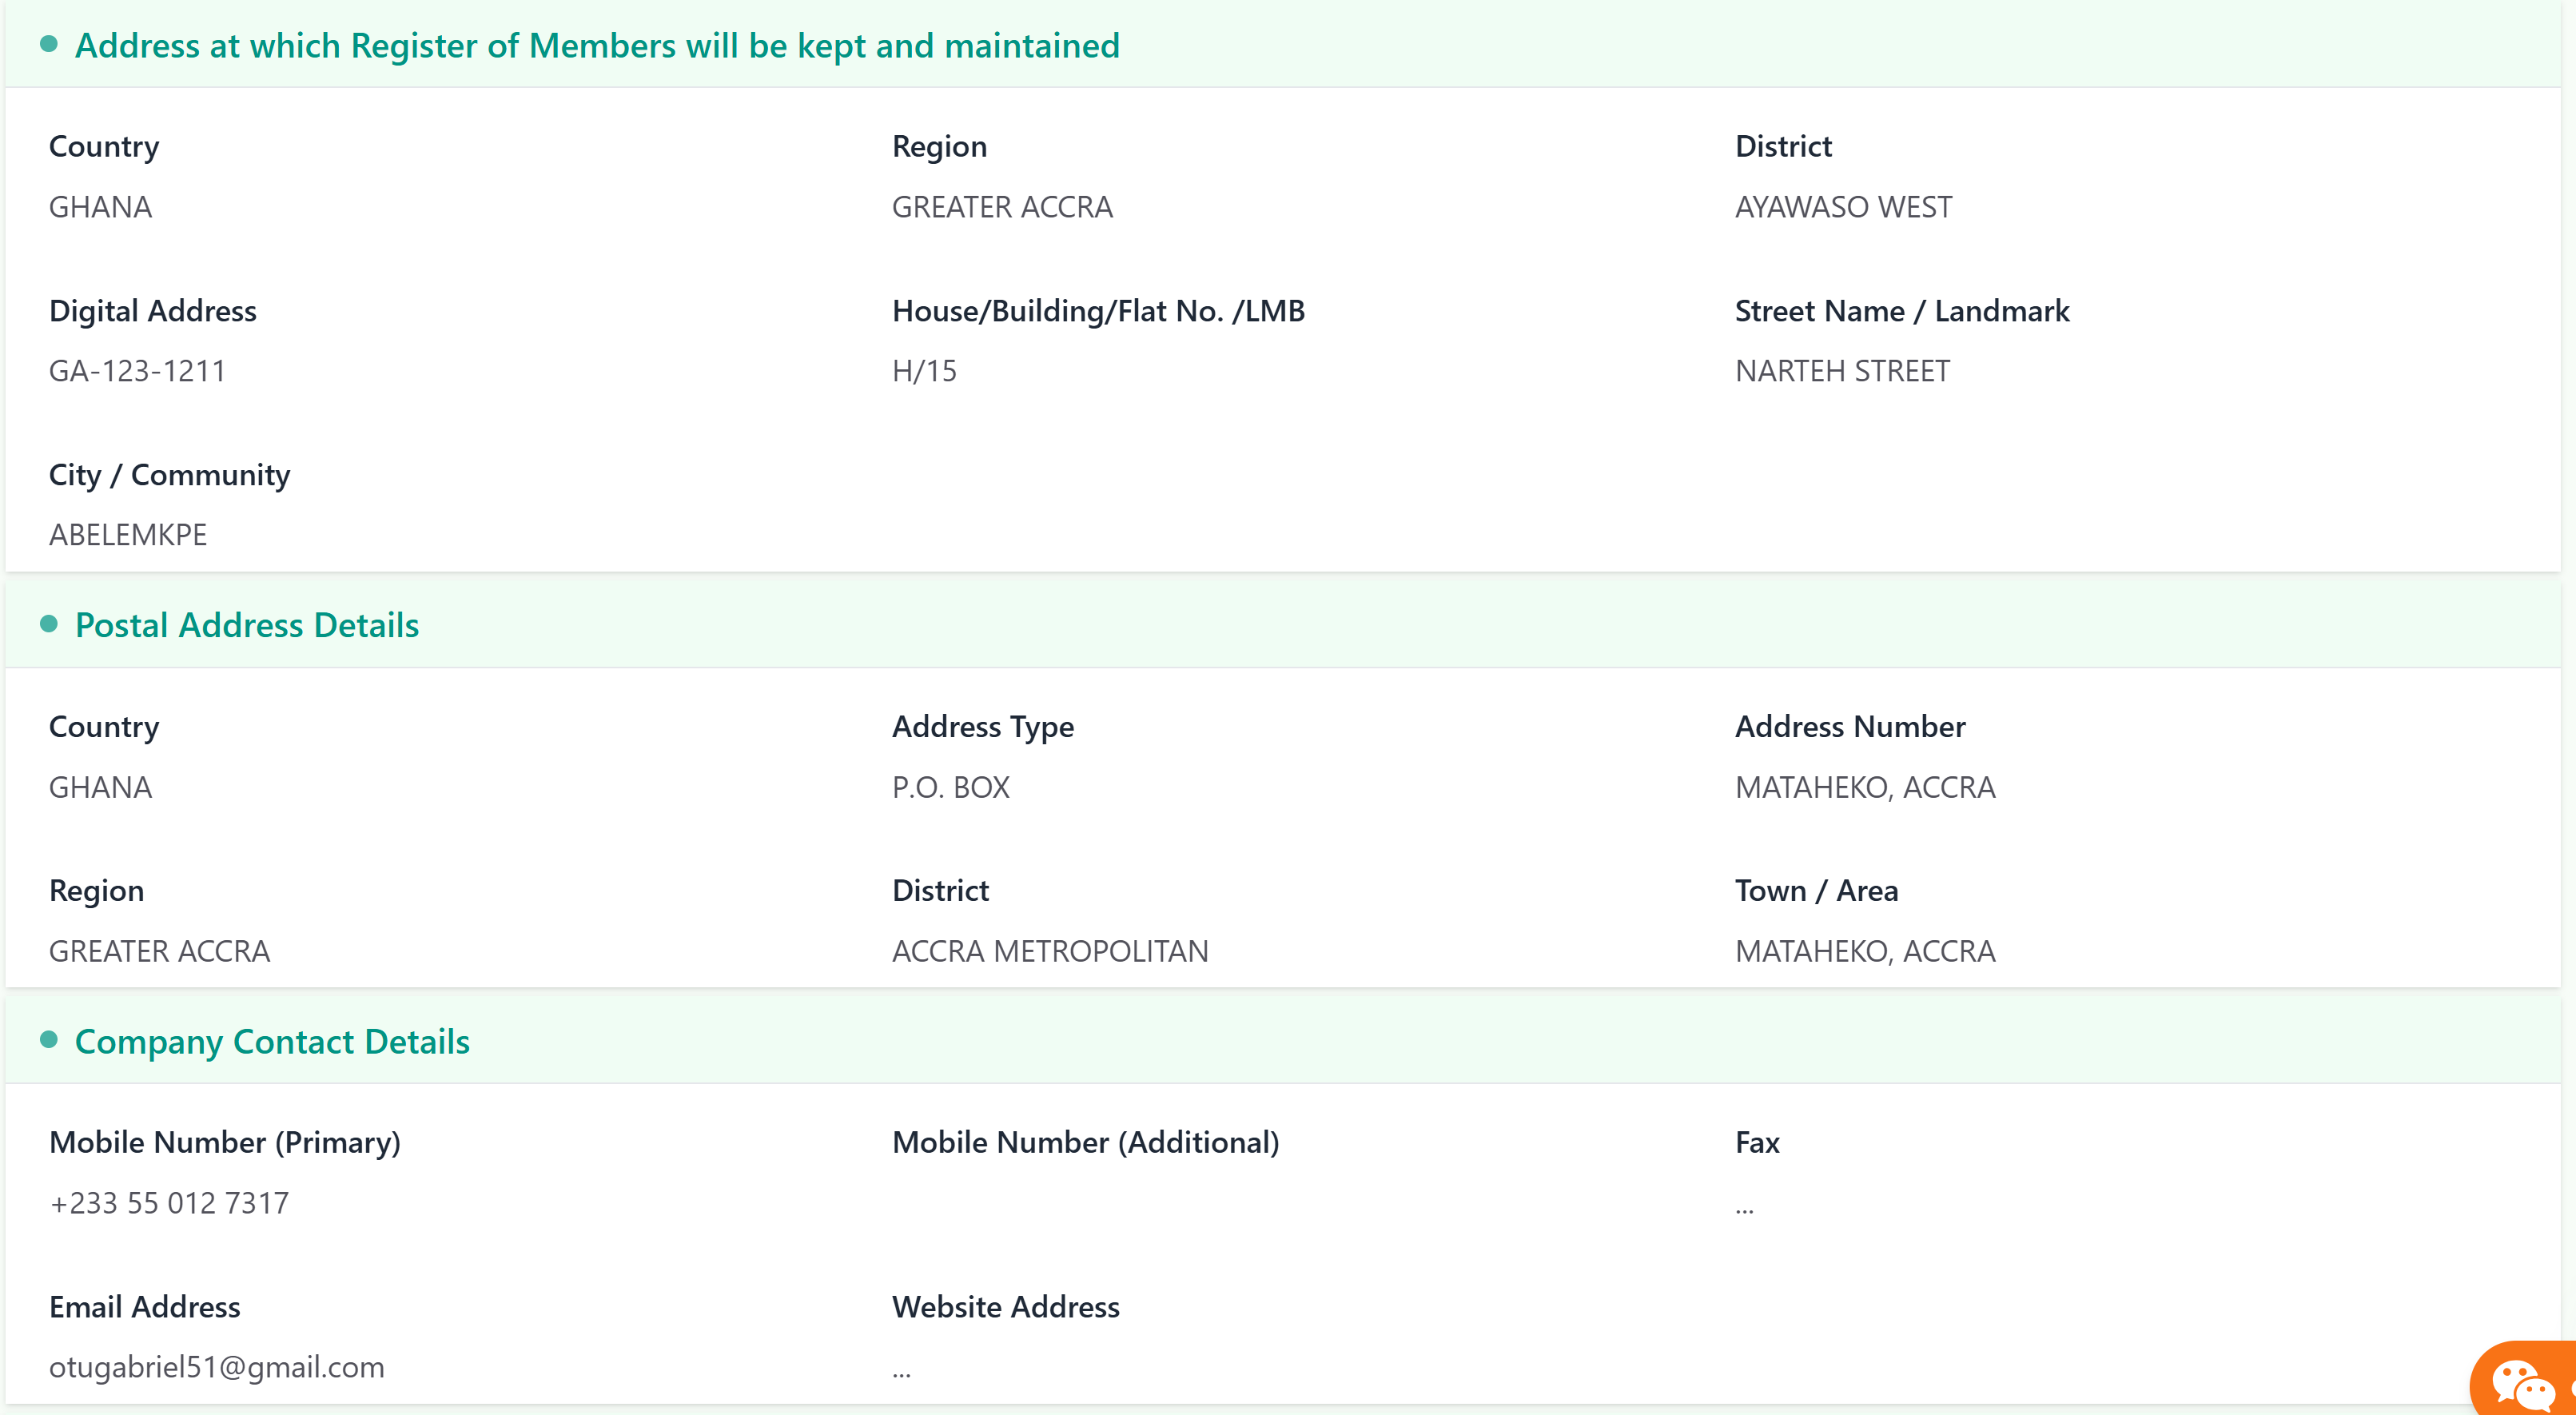 Address at which Register of Members will be kept and maintained
Country Region District
GHANA GREATER ACCRA AYAWASO WEST
Digital Address House/Building/Flat No. /LMB Street Name / Landmark
GA-123-1211 H/15 NARTEH STREET
City / Community
ABELEMKPE
Postal Address Details
Country Address Type Address Number
GHANA P.O. BOX MATAHEKO, ACCRA
Region District Town / Area
GREATER ACCRA ACCRA METROPOLITAN MATAHEKO, ACCRA
Company Contact Details
Mobile Number (Primary) Mobile Number (Additional) Fax
+233 55 012 7317 ...
Email Address Website Address
otugabriel51@gmail.com ...